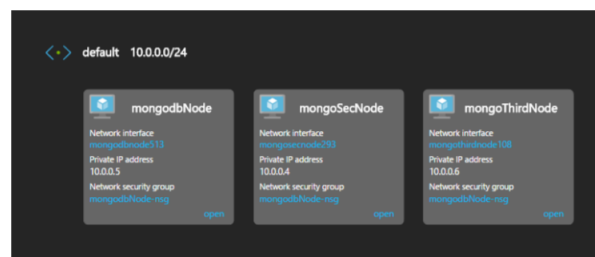 default 10.0.0.0/24
mongodbNode
Network interface
mongodbnode513
Private IP address
10.0.0.5
Network security group
mongodbNode-nsg
open
mongoSecNode
Network interface
mongosecnode293
Private IP address
10.0.0.4
Network security group
mongodbNode-nsg
open
mongoThirdNode
Network interface
mongothirdnode108
Private IP address
10.0.0.6
Network security group
mongodbNode-nsg
open